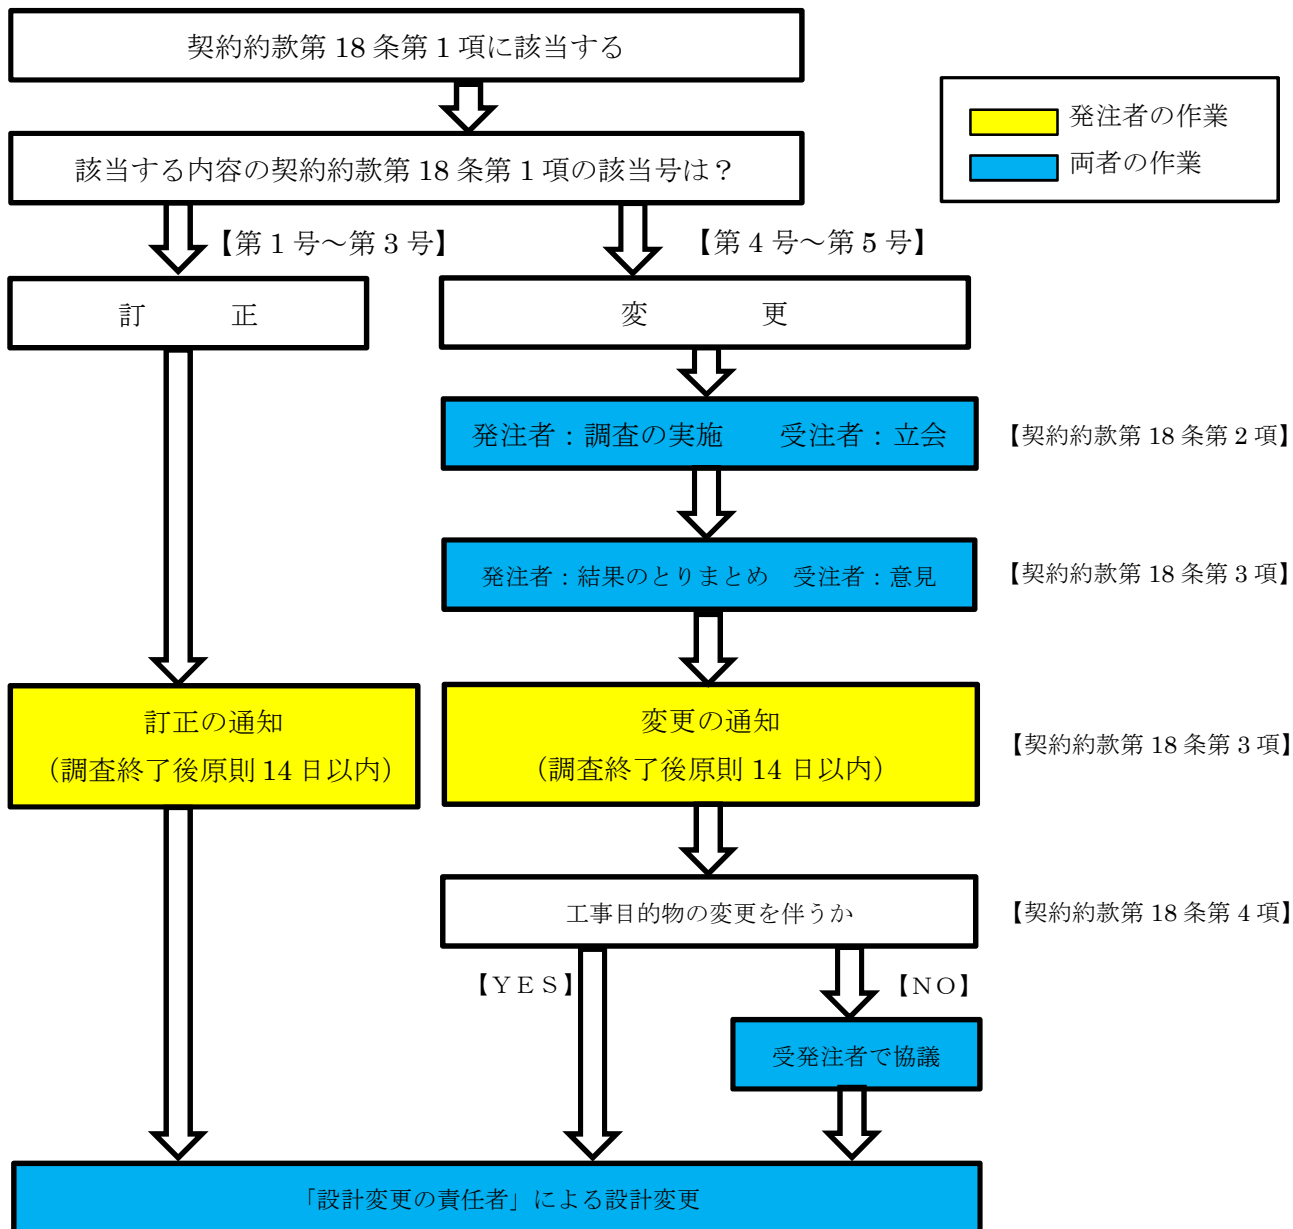 契約約款第 18 条第 1 項に該当する
発注者の作業
両者の作業
該当する内容の契約約款第 18 条第 1 項の該当号は？
【第 1 号～第 3 号】
【第 4 号～第 5 号】
訂　　　正
変　　　　更
発注者：調査の実施　　受注者：立会
【契約約款第 18 条第 2 項】
発注者：結果のとりまとめ　受注者：意見
【契約約款第 18 条第 3 項】
訂正の通知
（調査終了後原則 14 日以内）
変更の通知
（調査終了後原則 14 日以内）
【契約約款第 18 条第 3 項】
工事目的物の変更を伴うか
【契約約款第 18 条第 4 項】
【ＹＥＳ】
【ＮＯ】
受発注者で協議
「設計変更の責任者」による設計変更